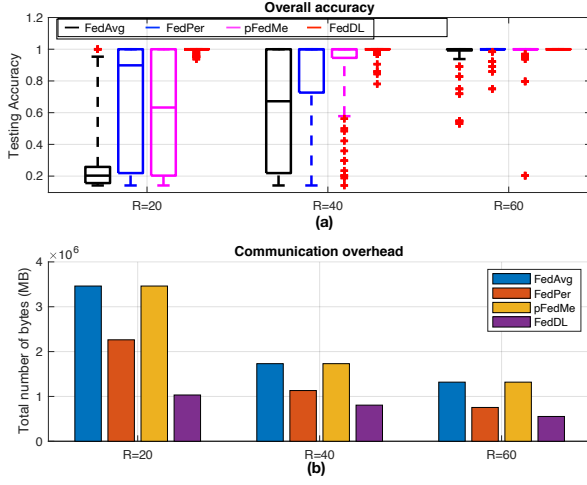 Overall accuracy
FedAvg FedPer pFedMe FedDL
Testing Accuracy
1.2
1
0.8
0.6
0.4
0.2
R=20 R=40 R=60
(a)
Communication overhead
×10^6
Total number of bytes (MB)
4
3
2
1
0
FedAvg
FedPer
pFedMe
FedDL
R=20 R=40 R=60
(b)